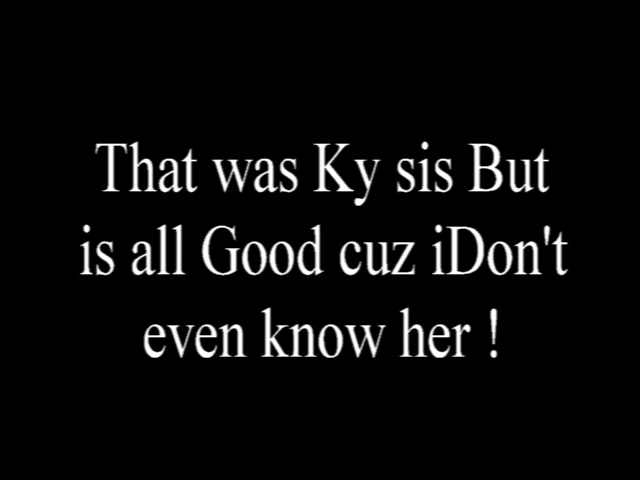 That was Ky sis But
is all Good cuz iDon't
even know her !